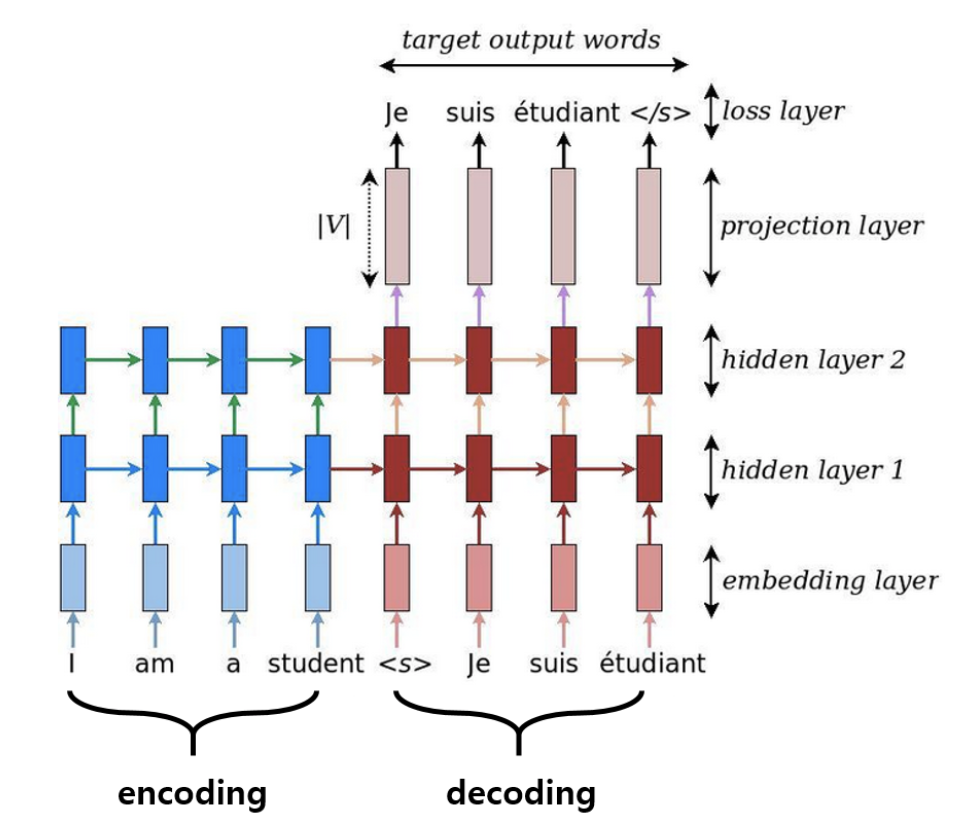 target output words
Je suis étudiant </s> loss layer
|V| projection layer
hidden layer 2
hidden layer 1
embedding layer
I am a student <s> Je suis étudiant
encoding decoding